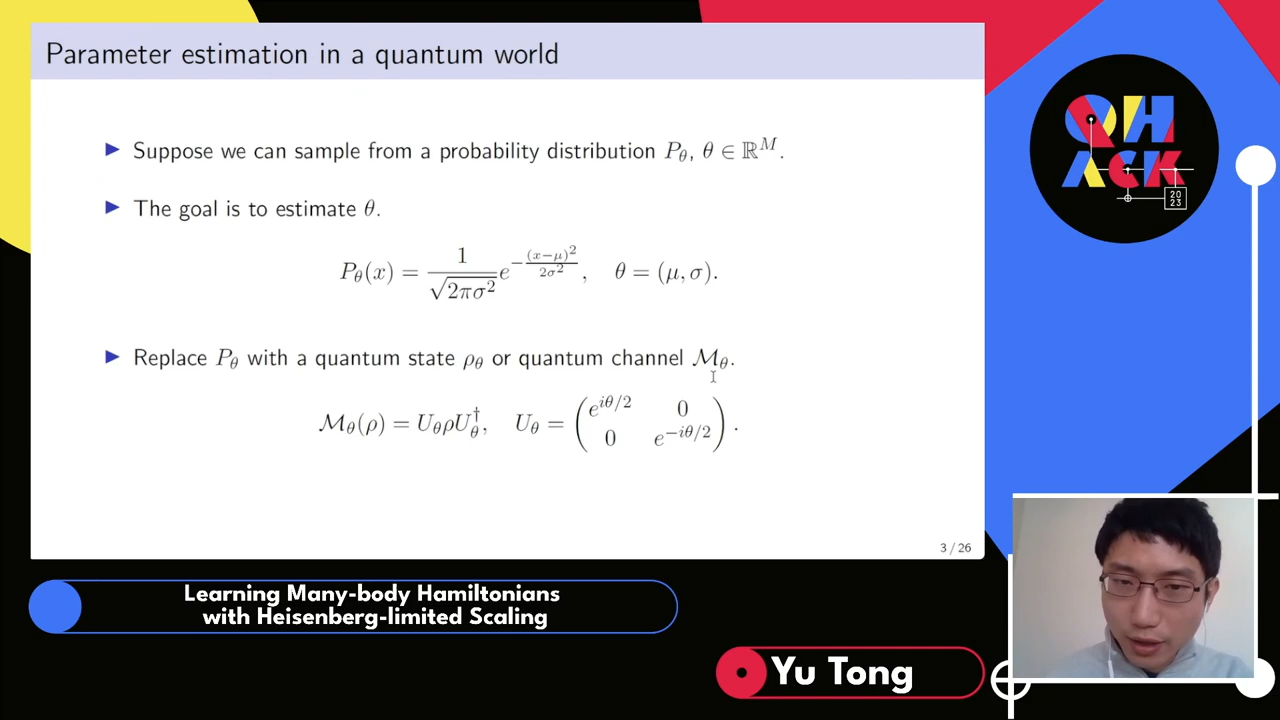 Parameter estimation in a quantum world
▶ Suppose we can sample from a probability distribution P_θ, θ ∈ ℝ^M.
▶ The goal is to estimate θ.
P_θ(x) = 1/√(2πσ²) e^{−(x−μ)²/2σ²}, θ = (μ, σ).
▶ Replace P_θ with a quantum state ρ_θ or quantum channel ℳ_θ.
ℳ_θ(ρ) = U_θ ρ U_θ^†, U_θ = ( e^{iθ/2} 0
0 e^{−iθ/2} ).
3 / 26
QH
ACK
20
23
Learning Many-body Hamiltonians
with Heisenberg-limited Scaling
Yu Tong